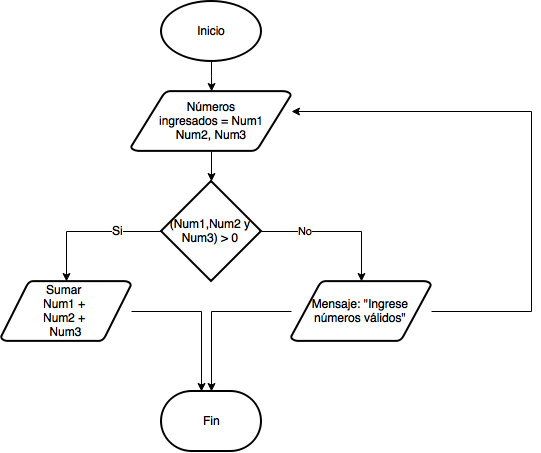 Inicio
Números
ingresados = Num1
Num2, Num3
(Num1,Num2 y
Num3) > 0
Si
No
Sumar
Num1 +
Num2 +
Num3
Mensaje: "Ingrese
números válidos"
Fin